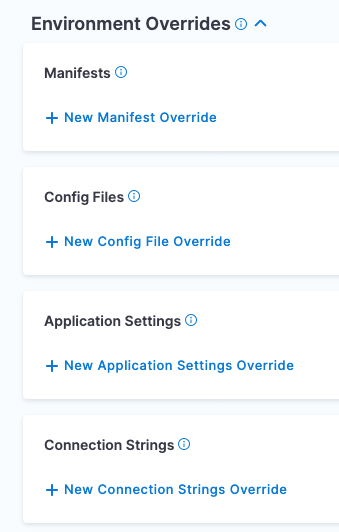 Environment Overrides
Manifests
+ New Manifest Override
Config Files
+ New Config File Override
Application Settings
+ New Application Settings Override
Connection Strings
+ New Connection Strings Override